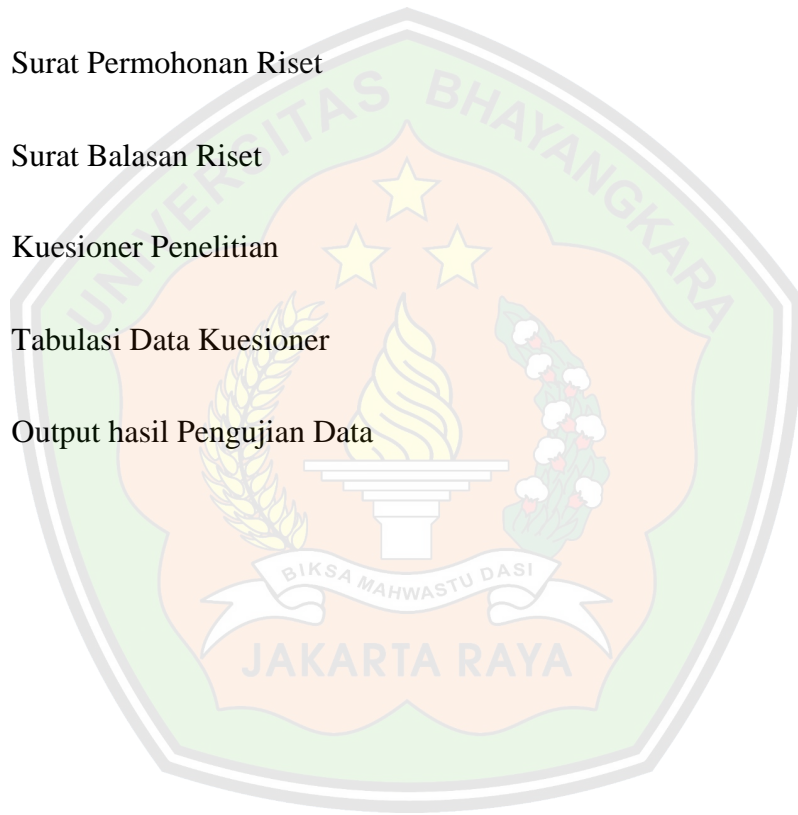 Surat Permohonan Riset
Surat Balasan Riset
Kuesioner Penelitian
Tabulasi Data Kuesioner
Output hasil Pengujian Data
UNIVERSITAS BHAYANGKARA
BIKSA MAHWASTU DASI
JAKARTA RAYA